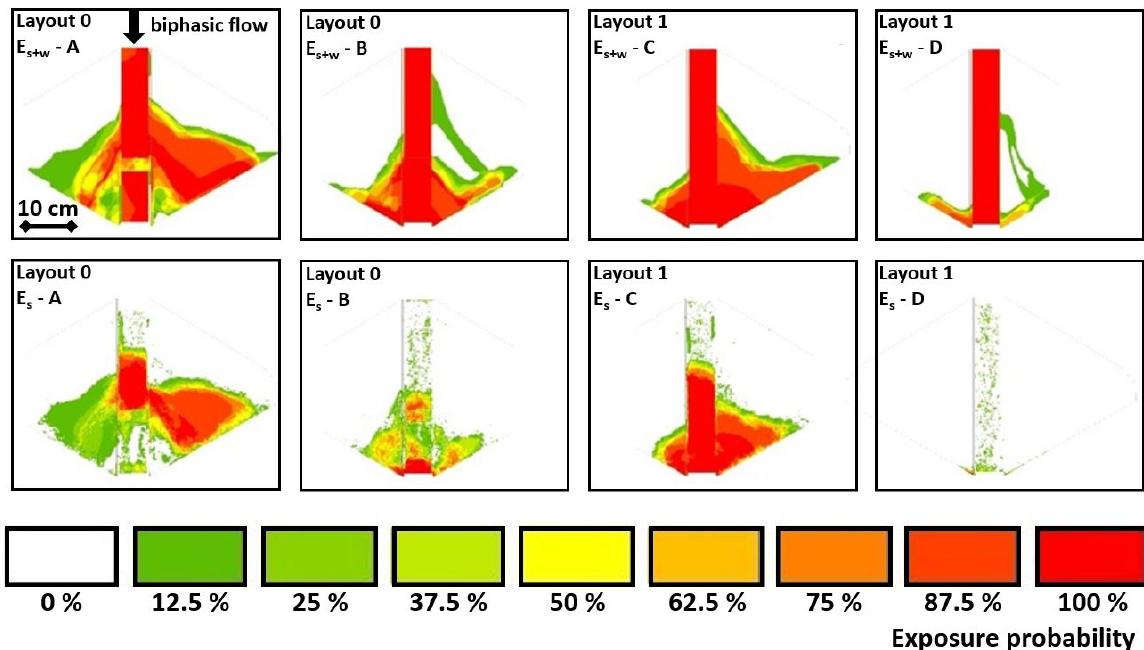 Layout 0
biphasic flow
Es+w - A
10 cm
Layout 0
Es+w - B
Layout 1
Es+w - C
Layout 1
Es+w - D
Layout 0
Es - A
Layout 0
Es - B
Layout 1
Es - C
Layout 1
Es - D
0 % 12.5 % 25 % 37.5 % 50 % 62.5 % 75 % 87.5 % 100 %
Exposure probability